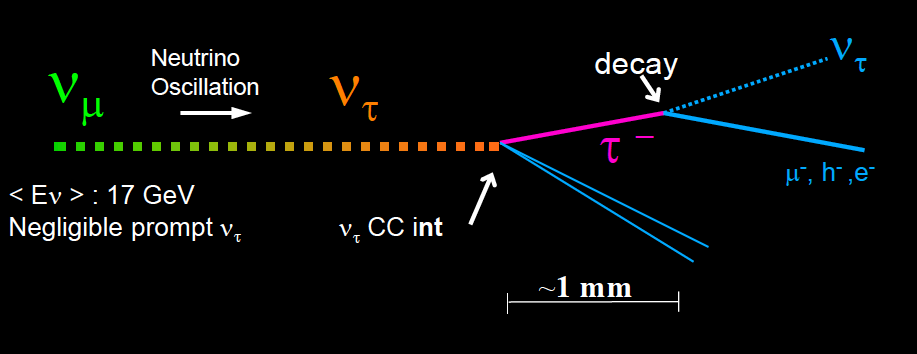 Neutrino
Oscillation
νμ
ντ
decay
ντ
τ −
μ-, h-,e-
< Eν > : 17 GeV
Negligible prompt ντ
ντ CC int
~1 mm